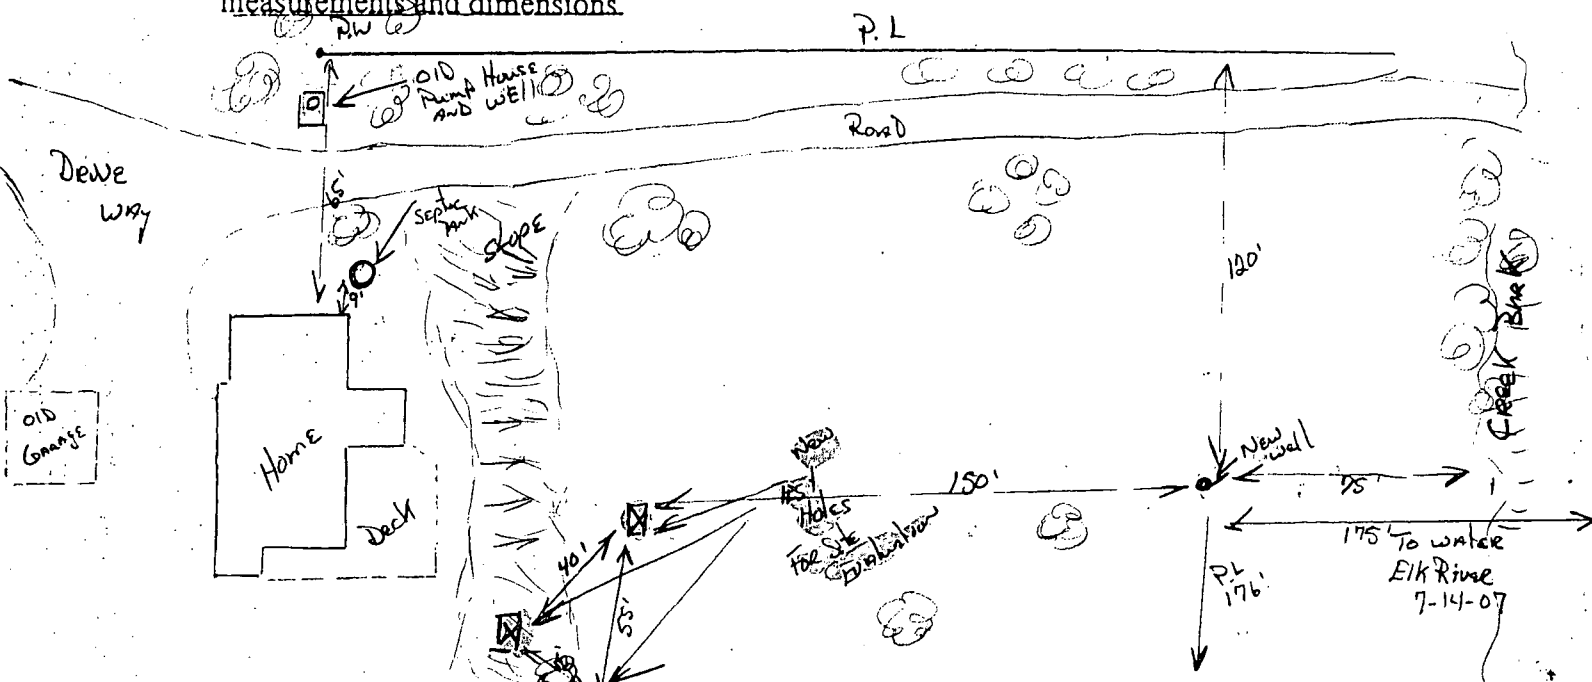 measurements and dimensions
P.L
OlD
Pump House
AND WEll
RoaD
Drive
WAy
65'
SEptic
TANK
SlopE
9'
120'
CREEK BANK
OlD
GARAGE
Home
Deck
New
HOlES
FOR SitE
EvAluAtion
150'
NEW
well
75'
175' To WATER
Elk River
7-14-07
P.L
176'
40'
55'